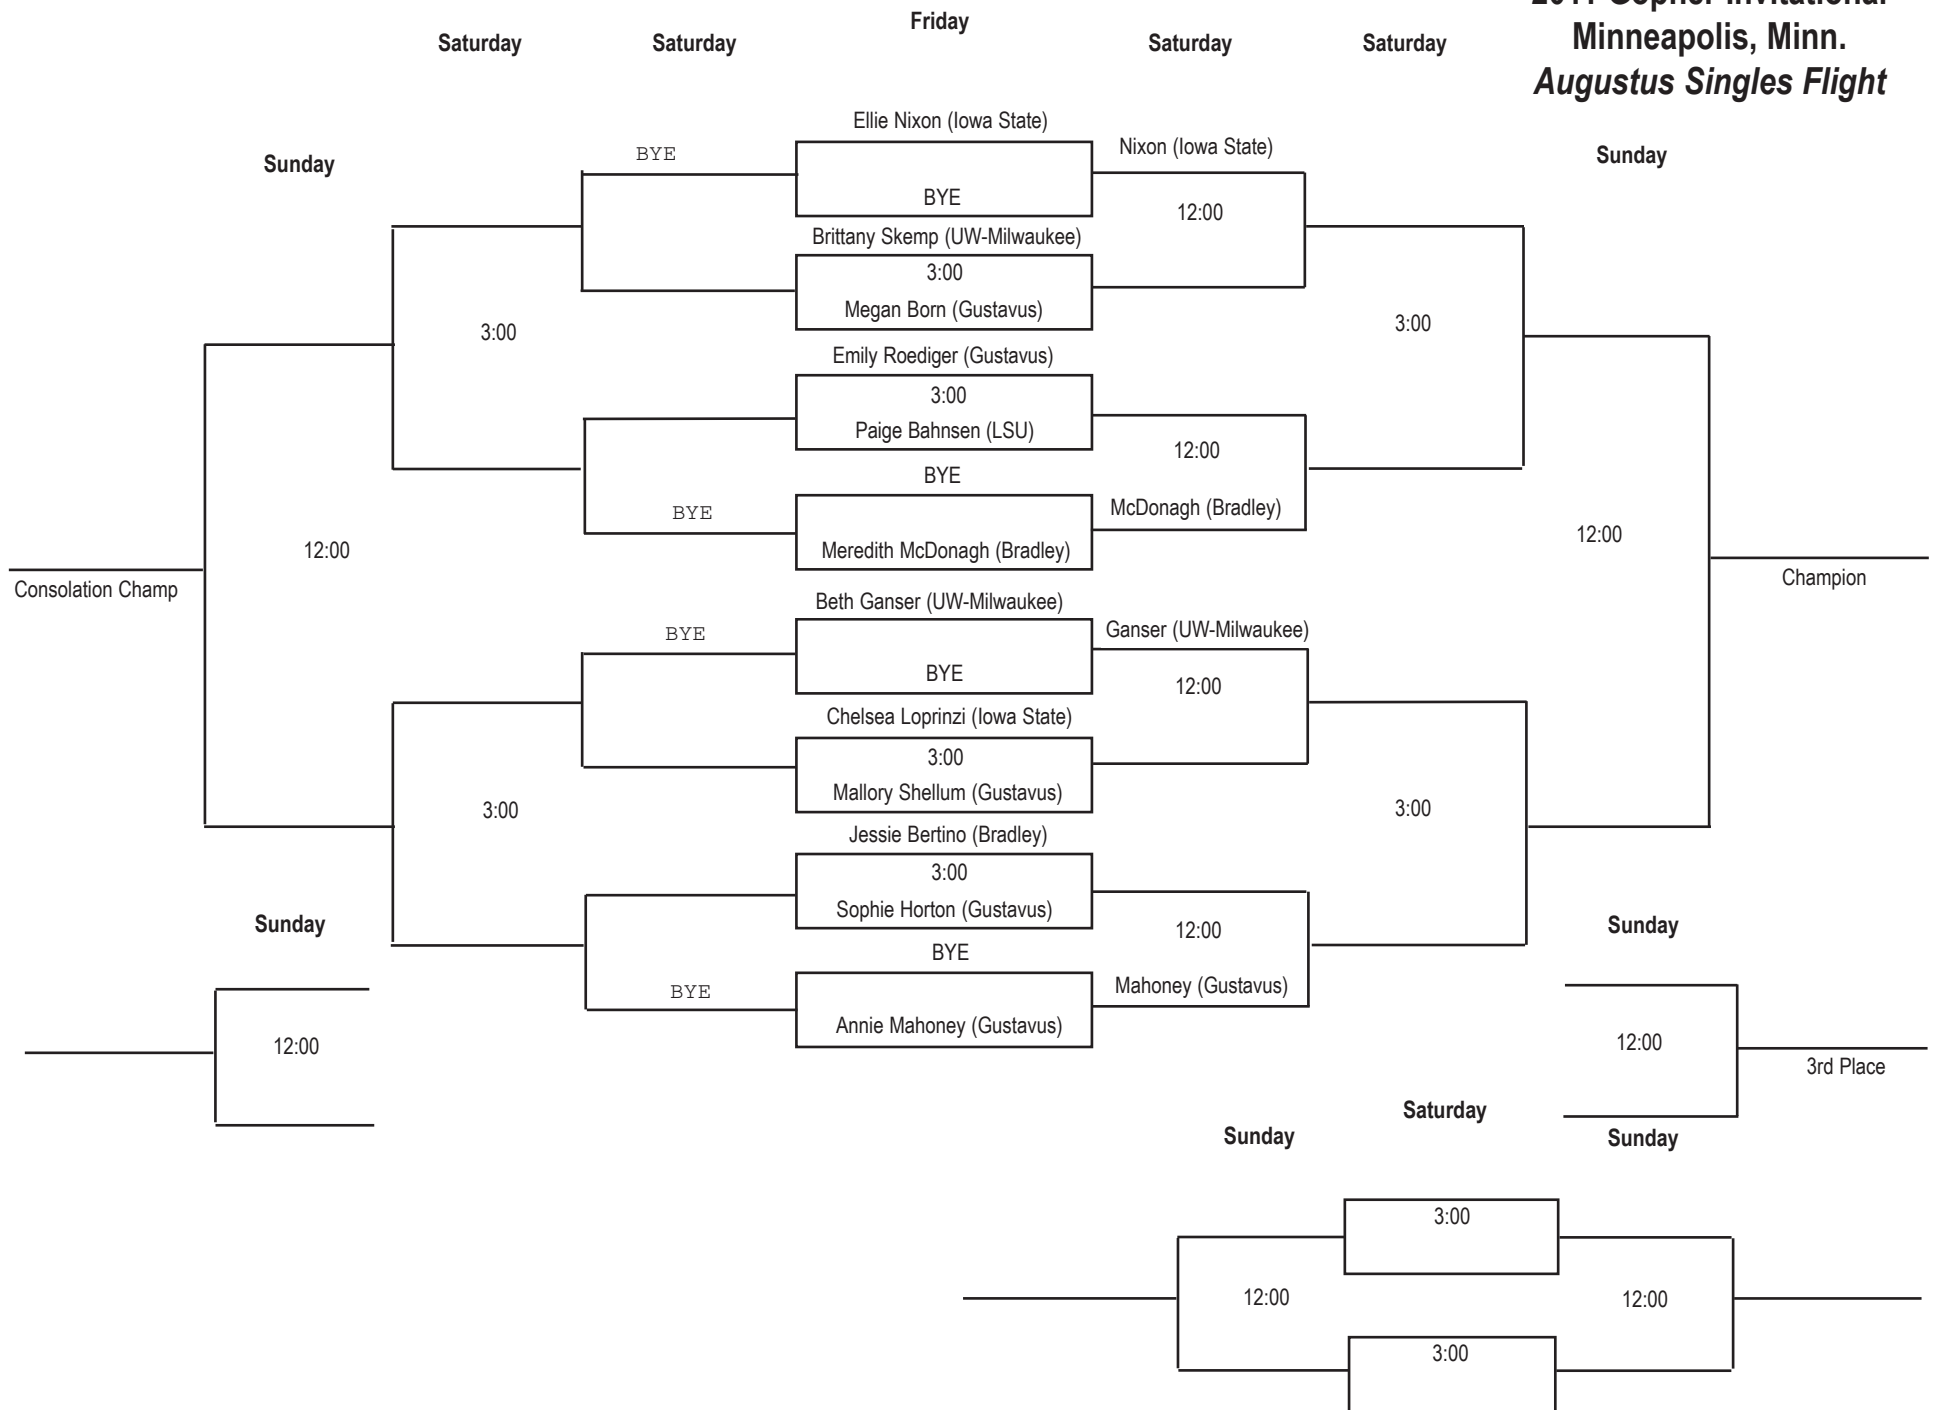 Minneapolis, Minn.
Augustus Singles Flight
Friday
Saturday
Saturday
Saturday
Saturday
Sunday
Sunday
Ellie Nixon (Iowa State)
BYE
Nixon (Iowa State)
BYE
12:00
Brittany Skemp (UW-Milwaukee)
3:00
Megan Born (Gustavus)
3:00
3:00
Emily Roediger (Gustavus)
3:00
Paige Bahnsen (LSU)
12:00
BYE
BYE
McDonagh (Bradley)
Meredith McDonagh (Bradley)
12:00
12:00
Consolation Champ
Champion
Beth Ganser (UW-Milwaukee)
BYE
Ganser (UW-Milwaukee)
BYE
12:00
Chelsea Loprinzi (Iowa State)
3:00
Mallory Shellum (Gustavus)
3:00
3:00
Jessie Bertino (Bradley)
3:00
Sophie Horton (Gustavus)
12:00
BYE
BYE
Mahoney (Gustavus)
Annie Mahoney (Gustavus)
Sunday
Sunday
12:00
12:00
3rd Place
Saturday
Sunday
Sunday
3:00
12:00
12:00
3:00